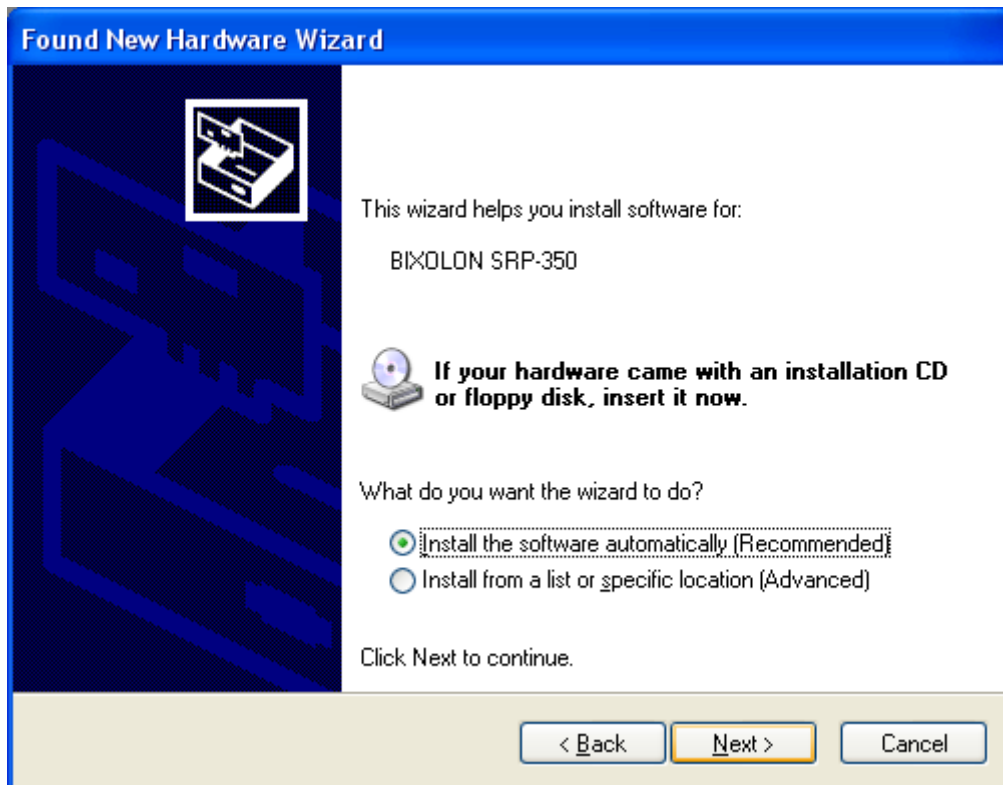 Found New Hardware Wizard
This wizard helps you install software for:
BIXOLON SRP-350
If your hardware came with an installation CD
or floppy disk, insert it now.
What do you want the wizard to do?
Install the software automatically (Recommended)
Install from a list or specific location (Advanced)
Click Next to continue.
< Back
Next >
Cancel